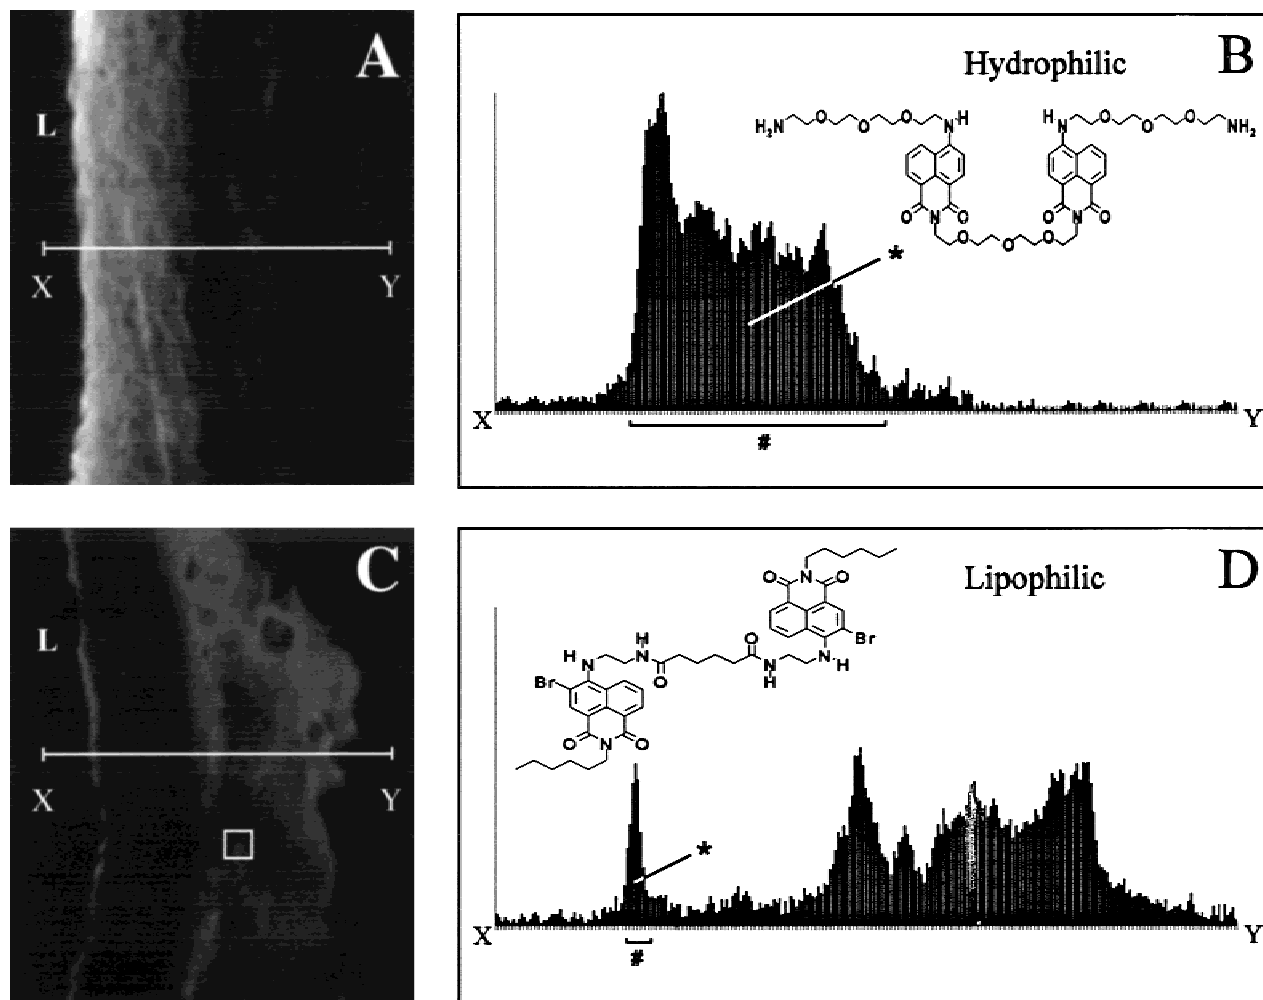 A
L
X Y
B
Hydrophilic
H₂N O O O N H
H N O O O NH₂
O N O O N O
O O O
*
X Y
#
C
L
X Y
D
Lipophilic
O N O
Br
H N H N O O N H N H
Br
O N O
*
X Y
#